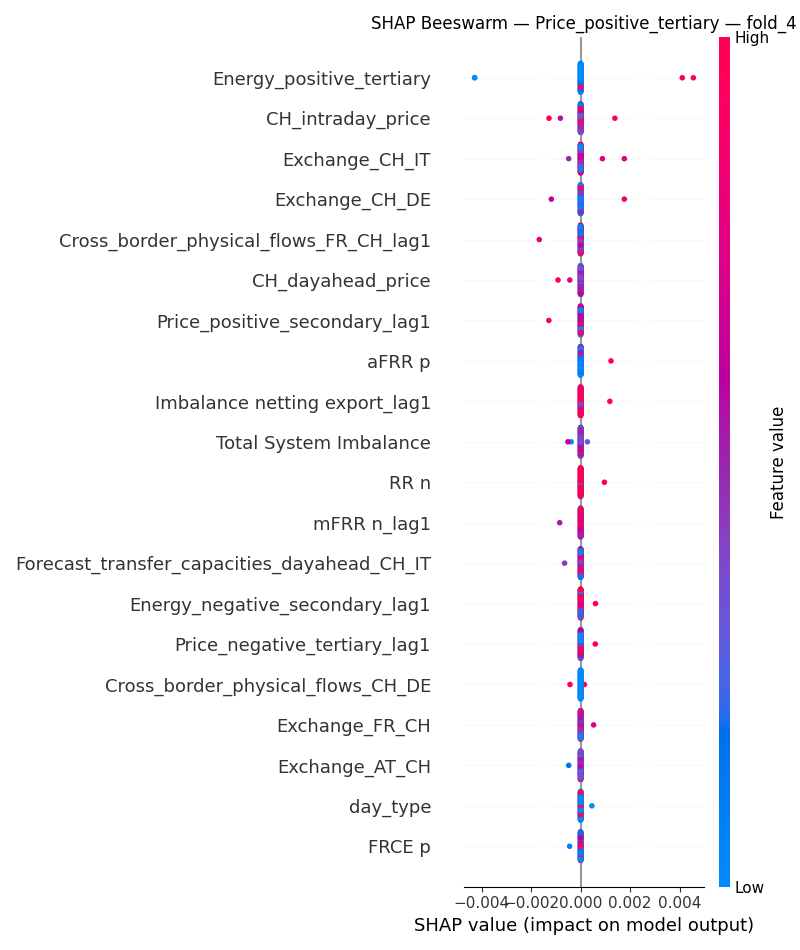 SHAP Beeswarm — Price_positive_tertiary — fold_4
High
Energy_positive_tertiary
CH_intraday_price
Exchange_CH_IT
Exchange_CH_DE
Cross_border_physical_flows_FR_CH_lag1
CH_dayahead_price
Price_positive_secondary_lag1
aFRR p
Imbalance netting export_lag1
Total System Imbalance
RR n
mFRR n_lag1
Forecast_transfer_capacities_dayahead_CH_IT
Energy_negative_secondary_lag1
Price_negative_tertiary_lag1
Cross_border_physical_flows_CH_DE
Exchange_FR_CH
Exchange_AT_CH
day_type
FRCE p
Feature value
Low
−0.004 −0.002 0.000 0.002 0.004
SHAP value (impact on model output)